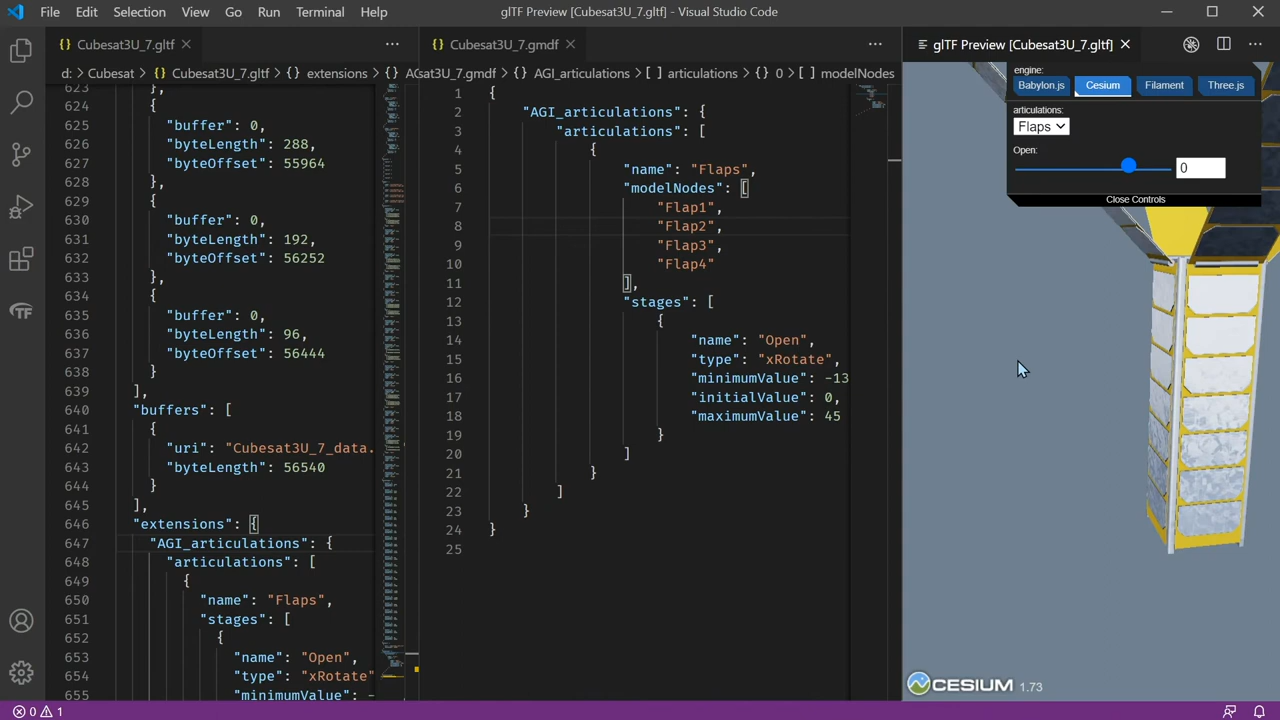 File Edit Selection View Go Run Terminal Help
glTF Preview [Cubesat3U_7.gltf] - Visual Studio Code
Cubesat3U_7.gltf
d: > Cubesat > {} Cubesat3U_7.gltf > {} extensions > {} AG
623 },
624 {
625 "buffer": 0,
626 "byteLength": 288,
627 "byteOffset": 55964
628 },
629 {
630 "buffer": 0,
631 "byteLength": 192,
632 "byteOffset": 56252
633 },
634 {
635 "buffer": 0,
636 "byteLength": 96,
637 "byteOffset": 56444
638 }
639 ],
640 "buffers": [
641 {
642 "uri": "Cubesat3U_7_data.
643 "byteLength": 56540
644 }
645 ],
646 "extensions": {
647 "AGI_articulations": {
648 "articulations": [
649 {
650 "name": "Flaps",
651 "stages": [
652 {
653 "name": "Open",
654 "type": "xRotate"
655 "minimumValue": -
Cubesat3U_7.gmdf
sat3U_7.gmdf > {} AGI_articulations > [ ] articulations > {} 0 > [ ] modelNodes
1 {
2 "AGI_articulations": {
3 "articulations": [
4 {
5 "name": "Flaps",
6 "modelNodes": [
7 "Flap1",
8 "Flap2",
9 "Flap3",
10 "Flap4"
11 ],
12 "stages": [
13 {
14 "name": "Open",
15 "type": "xRotate",
16 "minimumValue": -13
17 "initialValue": 0,
18 "maximumValue": 45
19 }
20 ]
21 }
22 ]
23 }
24 }
25
glTF Preview [Cubesat3U_7.gltf]
engine:
Babylon.js Cesium Filament Three.js
articulations:
Flaps
Open:
0
Close Controls
CESIUM 1.73
0 1